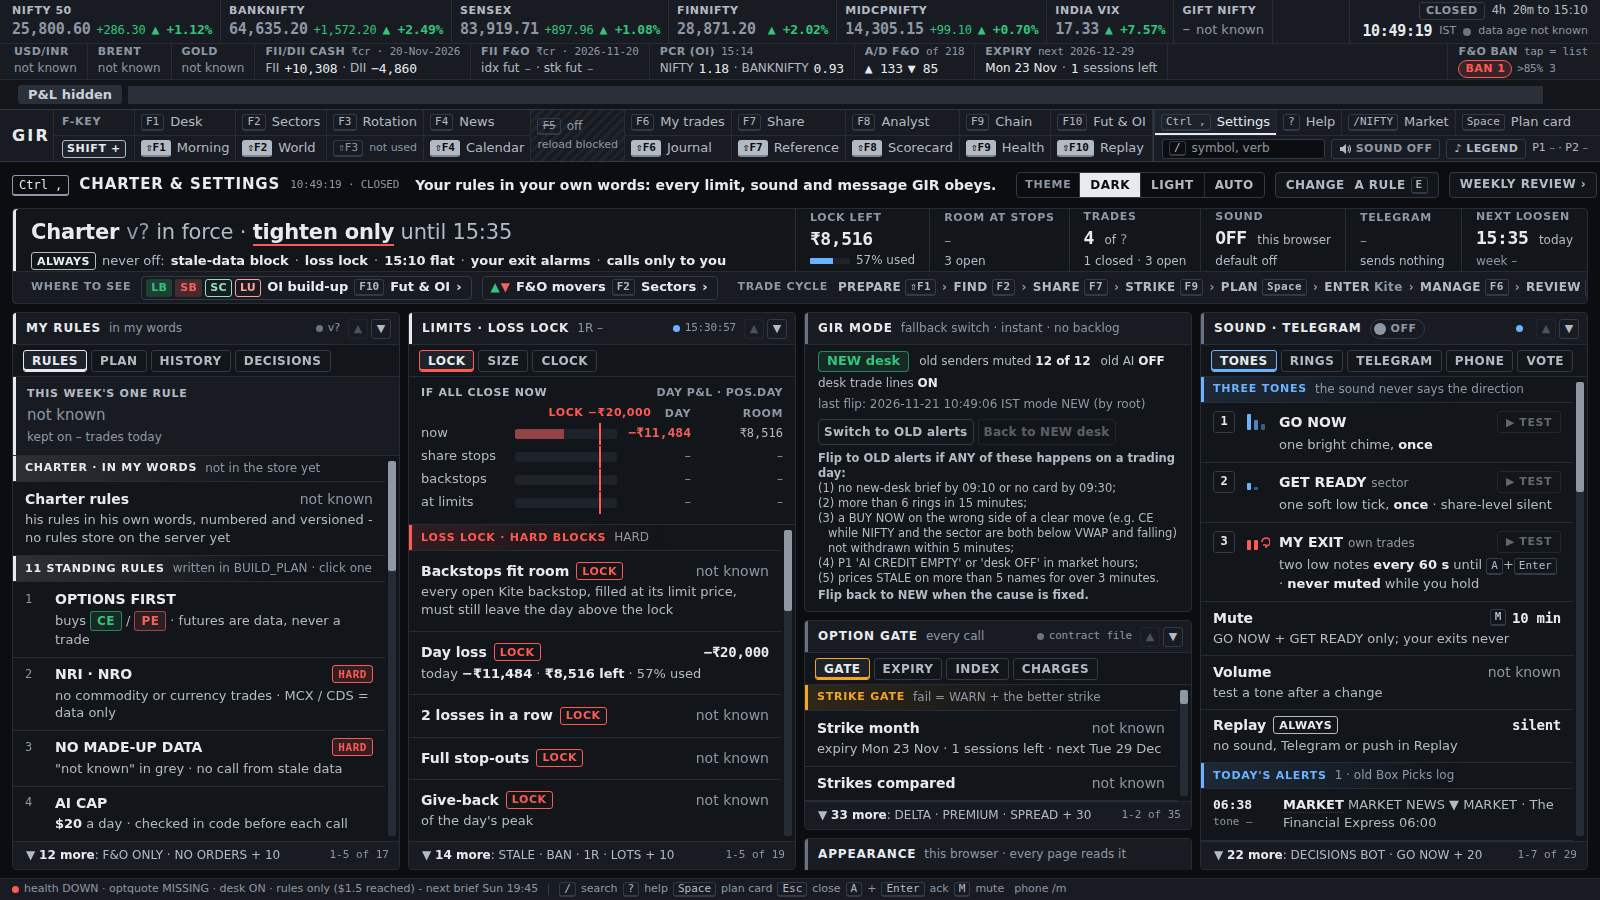 NIFTY 50 BANKNIFTY SENSEX FINNIFTY MIDCPNIFTY INDIA VIX GIFT NIFTY CLOSED 4h 20m to 15:10
25,800.60 +286.30 ▲ +1.12% 64,635.20 +1,572.20 ▲ +2.49% 83,919.71 +897.96 ▲ +1.08% 28,871.20 ▲ +2.02% 14,305.15 +99.10 ▲ +0.70% 17.33 ▲ +7.57% – not known 10:49:19 IST data age not known
USD/INR BRENT GOLD FII/DII CASH ₹cr · 20-Nov-2026 FII F&O ₹cr · 2026-11-20 PCR (OI) 15:14 A/D F&O of 218 EXPIRY next 2026-12-29 F&O BAN tap = list
not known not known not known FII +10,308 · DII −4,860 idx fut – · stk fut – NIFTY 1.18 · BANKNIFTY 0.93 ▲ 133 ▼ 85 Mon 23 Nov · 1 sessions left BAN 1 >85% 3
P&L hidden
GIR F-KEY F1 Desk F2 Sectors F3 Rotation F4 News F5 off F6 My trades F7 Share F8 Analyst F9 Chain F10 Fut & OI Ctrl , Settings ? Help /NIFTY Market Space Plan card
SHIFT + ⇧F1 Morning ⇧F2 World ⇧F3 not used ⇧F4 Calendar reload blocked ⇧F6 Journal ⇧F7 Reference ⇧F8 Scorecard ⇧F9 Health ⇧F10 Replay / symbol, verb SOUND OFF ♪ LEGEND P1 – · P2 –
Ctrl , CHARTER & SETTINGS 10:49:19 · CLOSED Your rules in your own words: every limit, sound and message GIR obeys. THEME DARK LIGHT AUTO CHANGE A RULE E WEEKLY REVIEW ›
Charter v? in force · tighten only until 15:35
ALWAYS never off: stale-data block · loss lock · 15:10 flat · your exit alarms · calls only to you
LOCK LEFT ROOM AT STOPS TRADES SOUND TELEGRAM NEXT LOOSEN
₹8,516 – 4 of ? OFF this browser – 15:35 today
57% used 3 open 1 closed · 3 open default off sends nothing week –
WHERE TO SEE LB SB SC LU OI build-up F10 Fut & OI › ▲▼ F&O movers F2 Sectors › TRADE CYCLE PREPARE ⇧F1 › FIND F2 › SHARE F7 › STRIKE F9 › PLAN Space › ENTER Kite › MANAGE F6 › REVIEW
MY RULES in my words v? ▲ ▼
RULES PLAN HISTORY DECISIONS
THIS WEEK'S ONE RULE
not known
kept on – trades today
CHARTER · IN MY WORDS not in the store yet
Charter rules not known
his rules in his own words, numbered and versioned -
no rules store on the server yet
11 STANDING RULES written in BUILD_PLAN · click one
1 OPTIONS FIRST
buys CE / PE · futures are data, never a
trade
2 NRI · NRO HARD
no commodity or currency trades · MCX / CDS =
data only
3 NO MADE-UP DATA HARD
"not known" in grey · no call from stale data
4 AI CAP
$20 a day · checked in code before each call
▼ 12 more: F&O ONLY · NO ORDERS + 10 1-5 of 17
LIMITS · LOSS LOCK 1R – 15:30:57 ▲ ▼
LOCK SIZE CLOCK
IF ALL CLOSE NOW DAY P&L · POS.DAY
LOCK −₹20,000 DAY ROOM
now −₹11,484 ₹8,516
share stops – –
backstops – –
at limits – –
LOSS LOCK · HARD BLOCKS HARD
Backstops fit room LOCK not known
every open Kite backstop, filled at its limit price,
must still leave the day above the lock
Day loss LOCK −₹20,000
today −₹11,484 · ₹8,516 left · 57% used
2 losses in a row LOCK not known
Full stop-outs LOCK not known
Give-back LOCK not known
of the day's peak
▼ 14 more: STALE · BAN · 1R · LOTS + 10 1-5 of 19
GIR MODE fallback switch · instant · no backlog
NEW desk old senders muted 12 of 12 old AI OFF
desk trade lines ON
last flip: 2026-11-21 10:49:06 IST mode NEW (by root)
Switch to OLD alerts Back to NEW desk
Flip to OLD alerts if ANY of these happens on a trading
day:
(1) no new-desk brief by 09:10 or no card by 09:30;
(2) more than 6 rings in 15 minutes;
(3) a BUY NOW on the wrong side of a clear move (e.g. CE
while NIFTY and the sector are both below VWAP and falling)
not withdrawn within 5 minutes;
(4) P1 'AI CREDIT EMPTY' or 'desk down' in market hours;
(5) prices STALE on more than 5 names for over 3 minutes.
Flip back to NEW when the cause is fixed.
OPTION GATE every call contract file ▲ ▼
GATE EXPIRY INDEX CHARGES
STRIKE GATE fail = WARN + the better strike
Strike month not known
expiry Mon 23 Nov · 1 sessions left · next Tue 29 Dec
Strikes compared not known
▼ 33 more: DELTA · PREMIUM · SPREAD + 30 1-2 of 35
APPEARANCE this browser · every page reads it
SOUND · TELEGRAM OFF ▲ ▼
TONES RINGS TELEGRAM PHONE VOTE
THREE TONES the sound never says the direction
1 GO NOW ▶ TEST
one bright chime, once
2 GET READY sector ▶ TEST
one soft low tick, once · share-level silent
3 MY EXIT own trades ▶ TEST
two low notes every 60 s until A+Enter
· never muted while you hold
Mute M 10 min
GO NOW + GET READY only; your exits never
Volume not known
test a tone after a change
Replay ALWAYS silent
no sound, Telegram or push in Replay
TODAY'S ALERTS 1 · old Box Picks log
06:38 MARKET MARKET NEWS ▼ MARKET · The
tone – Financial Express 06:00
▼ 22 more: DECISIONS BOT · GO NOW + 20 1-7 of 29
health DOWN · optquote MISSING · desk ON · rules only ($1.5 reached) - next brief Sun 19:45 / search ? help Space plan card Esc close A + Enter ack M mute phone /m